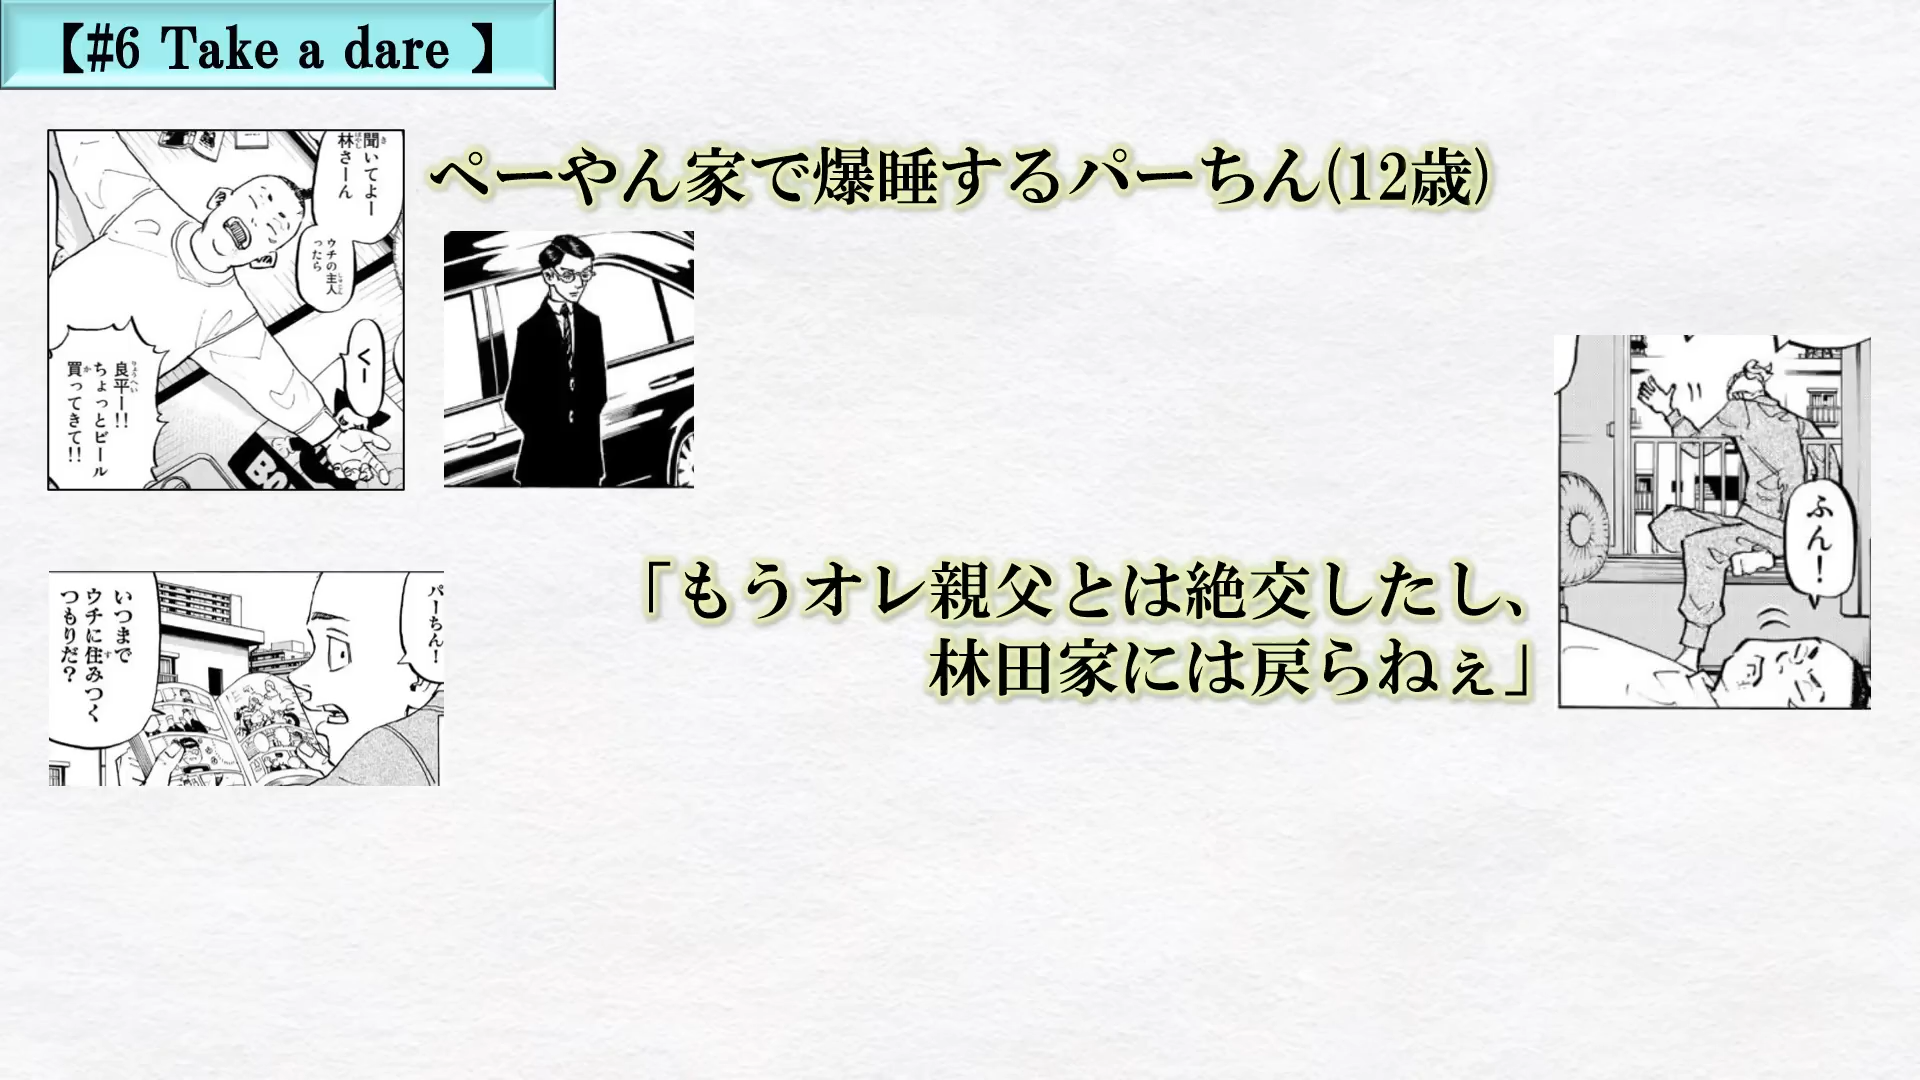 【#6 Take a dare 】
ぺーやん家で爆睡するパーちん(12歳)
聞いてよー
林さーん
ウチの主人
ったら
くー
良平ー!!
ちょっとビール
買ってきて!!
「もうオレ親父とは絶交したし、
林田家には戻らねぇ」
ふん!
パーちん!
いつまで
ウチに住みつく
つもりだ?